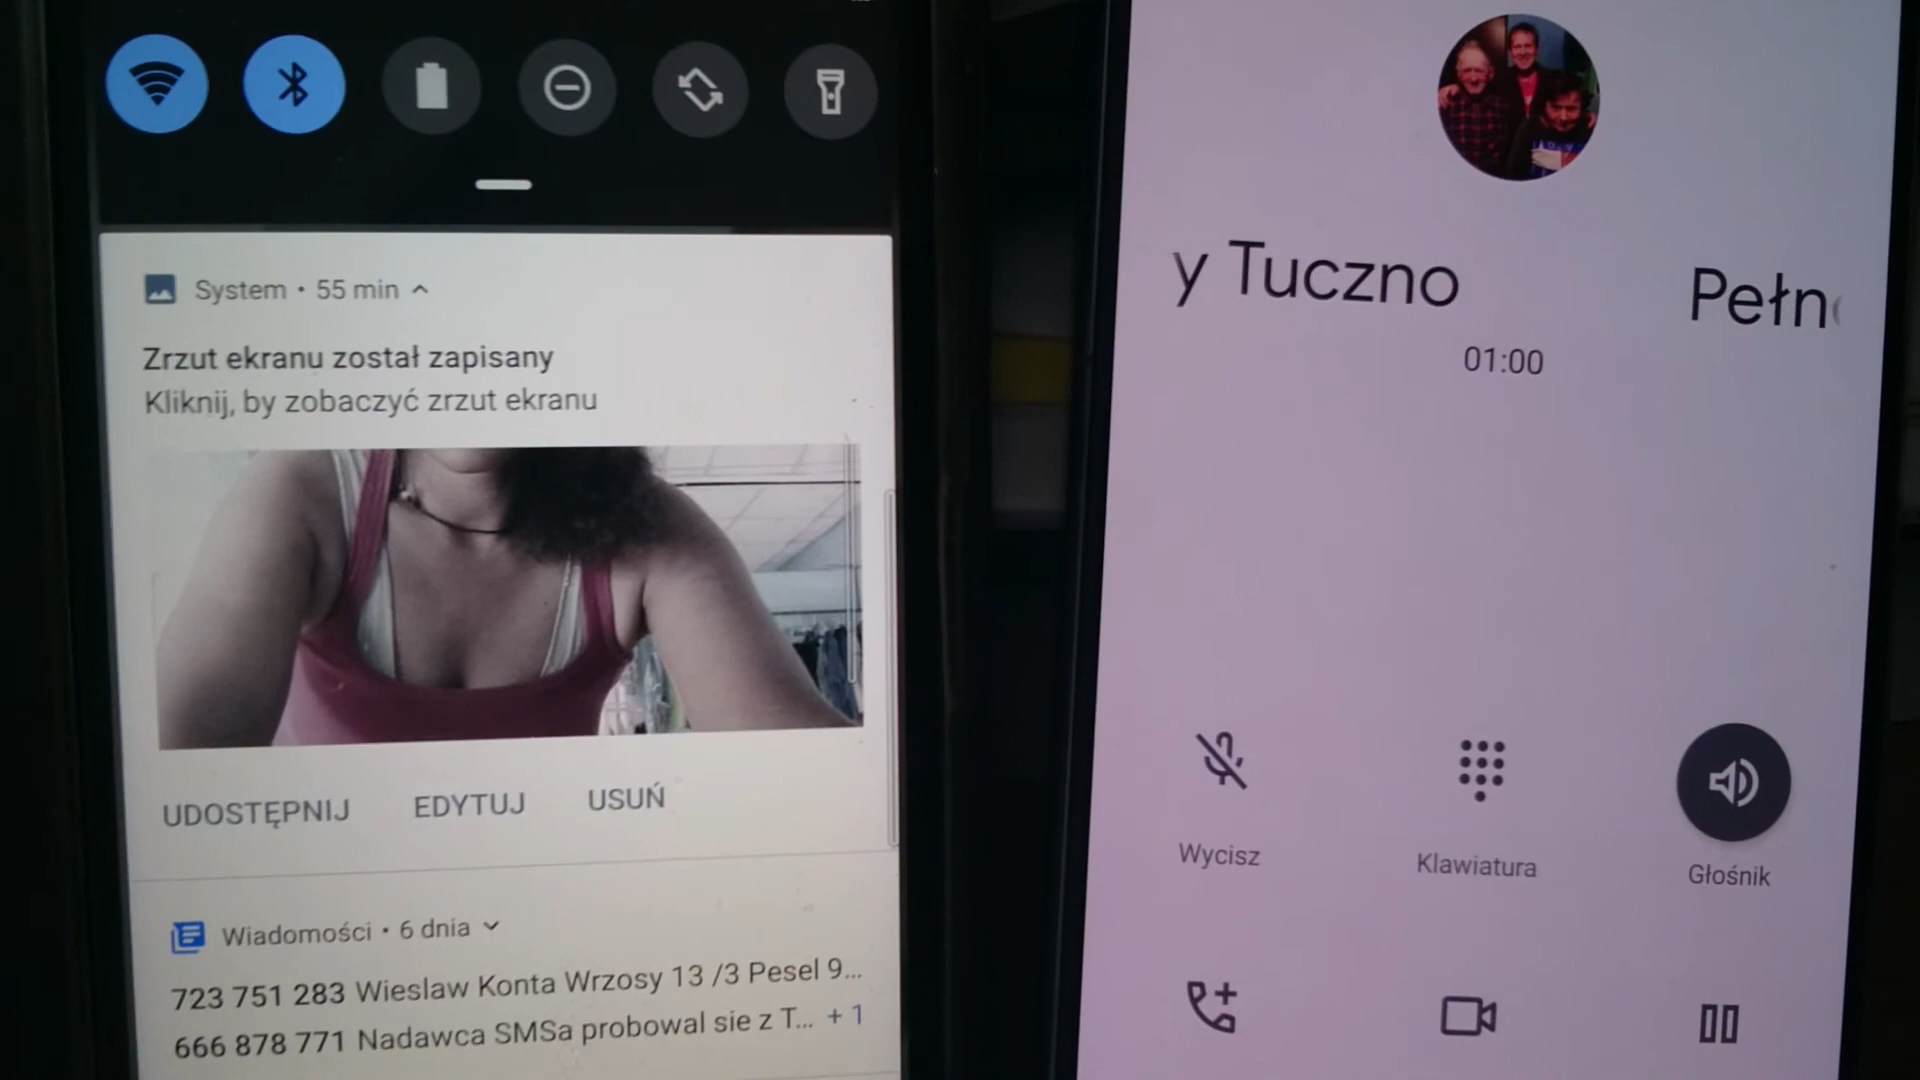 System • 55 min
Zrzut ekranu został zapisany
Kliknij, by zobaczyć zrzut ekranu
UDOSTĘPNIJ EDYTUJ USUŃ
Wiadomości • 6 dnia
723 751 283 Wieslaw Konta Wrzosy 13 /3 Pesel 9...
666 878 771 Nadawca SMSa probowal sie z T... + 1
y Tuczno Pełn
01:00
Wycisz Klawiatura Głośnik